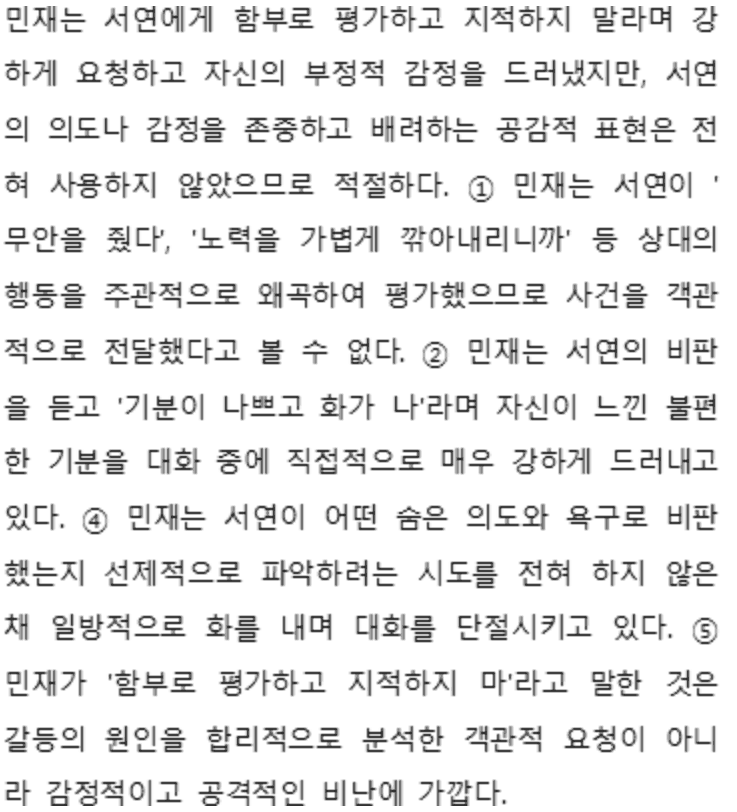 민재는 서연에게 함부로 평가하고 지적하지 말라며 강
하게 요청하고 자신의 부정적 감정을 드러냈지만, 서연
의 의도나 감정을 존중하고 배려하는 공감적 표현은 전
혀 사용하지 않았으므로 적절하다. ① 민재는 서연이 '
무안을 줬다', '노력을 가볍게 깎아내리니까' 등 상대의
행동을 주관적으로 왜곡하여 평가했으므로 사건을 객관
적으로 전달했다고 볼 수 없다. ② 민재는 서연의 비판
을 듣고 '기분이 나쁘고 화가 나'라며 자신이 느낀 불편
한 기분을 대화 중에 직접적으로 매우 강하게 드러내고
있다. ④ 민재는 서연이 어떤 숨은 의도와 욕구로 비판
했는지 선제적으로 파악하려는 시도를 전혀 하지 않은
채 일방적으로 화를 내며 대화를 단절시키고 있다. ⑤
민재가 '함부로 평가하고 지적하지 마'라고 말한 것은
갈등의 원인을 합리적으로 분석한 객관적 요청이 아니
라 감정적이고 공격적인 비난에 가깝다.